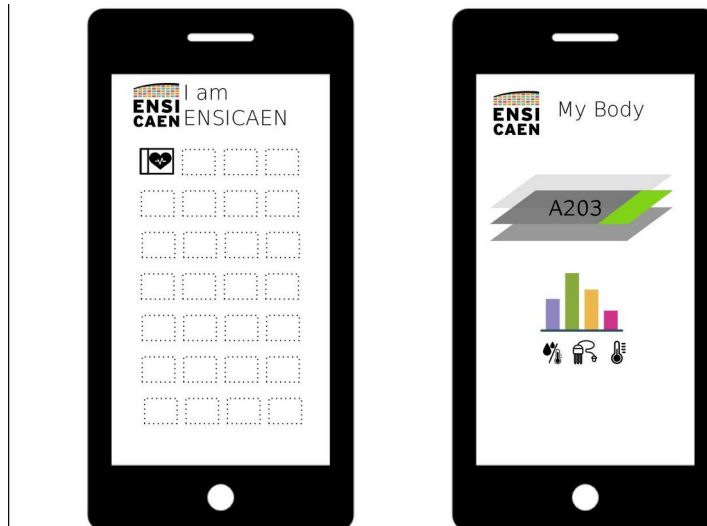 ENSI
CAEN
I am
ENSICAEN
ENSI
CAEN
My Body
A203